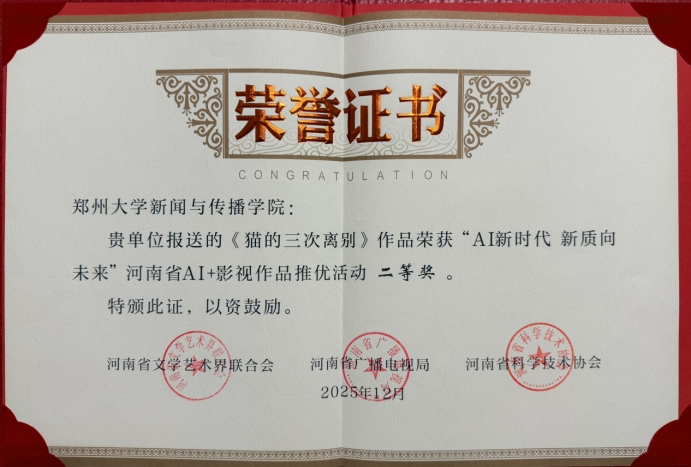 荣誉证书
CONGRATULATION
郑州大学新闻与传播学院：
贵单位报送的《猫的三次离别》作品荣获“AI新时代 新质向
未来”河南省AI+影视作品推优活动 二等奖 。
特颁此证，以资鼓励。
河南省文学艺术界联合会 河南省广播电视局 河南省科学技术协会
2025年12月